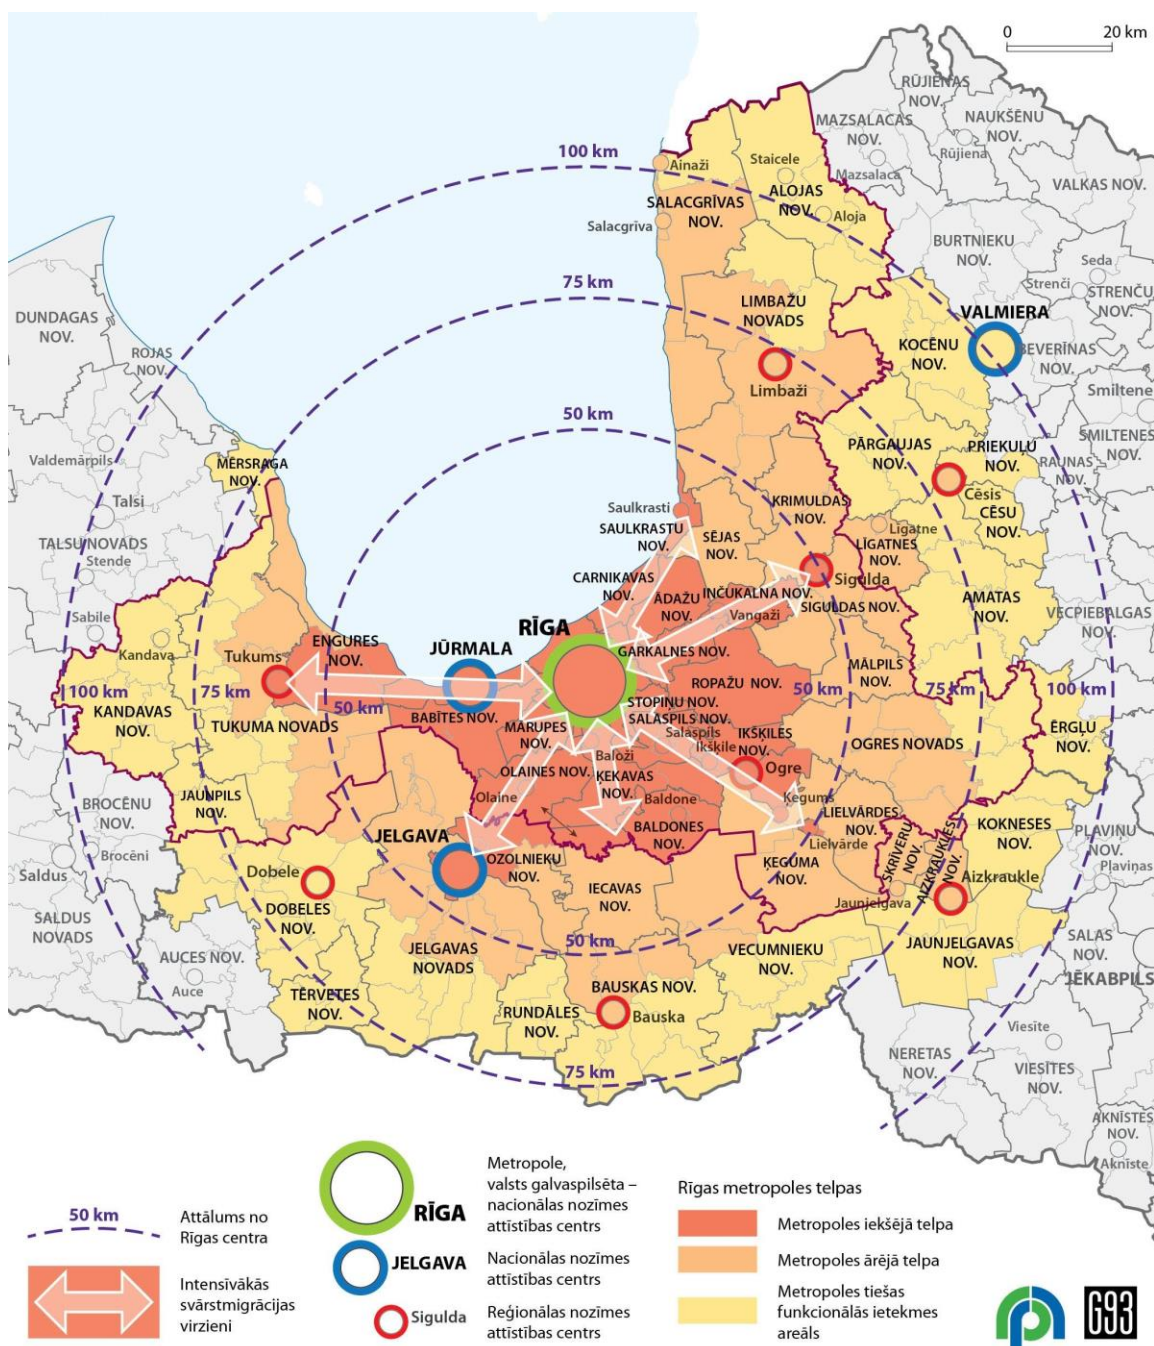 0 20 km
RŪJIENAS
NOV.
MAZSALACAS
NOV.
NAUKŠĒNU
NOV.
Rūjiena
Mazsalaca
VALKAS NOV.
100 km
Ainaži
Staicele
ALOJAS
NOV.
Aloja
SALACGRĪVAS
NOV.
Salacgrīva
BURTNIEKU
NOV.
Seda
Strenči
STRENČU
NOV.
75 km
LIMBAŽU
NOVADS
VALMIERA
DUNDAGAS
NOV.
ROJAS
NOV.
KOCĒNU
NOV.
BEVERĪNAS
NOV.
Limbaži
Smiltene
50 km
Valdemārpils
MĒRSRAGA
NOV.
PĀRGAUJAS
NOV.
PRIEKUĻU
NOV.
SMILTENES
NOV.
RAUNAS
NOV.
Talsi
Cēsis
CĒSU
NOV.
KRIMULDAS
NOV.
Saulkrasti
SAULKRASTU
NOV.
SĒJAS
NOV.
Līgatne
LĪGATNES
NOV.
TALSU NOVADS
Stende
CARNIKAVAS
NOV.
ĀDAŽU
NOV.
INČUKALNA NOV.
Vangaži
Sigulda
SIGULDAS NOV.
AMATAS
NOV.
VECPIEBALGAS
NOV.
Sabile
Kandava
RĪGA
ENGURES
NOV.
JŪRMALA
GARKALNES NOV.
Tukums
MĀLPILS
NOV.
100 km
KANDAVAS
NOV.
75 km
50 km
ROPAŽU NOV.
50 km
75 km
100 km
TUKUMA NOVADS
BABĪTES NOV.
MĀRUPES
NOV.
STOPIŅU NOV.
SALASPILS NOV.
Salaspils
Ikšķile
IKŠĶILES
NOV.
ĒRGĻU
NOV.
OGRES NOVADS
Baloži
Ogre
OLAINES NOV.
ĶEKAVAS
NOV.
JAUNPILS
NOV.
Olaine
Baldone
Ķegums
BROCĒNU
NOV.
BALDONES
NOV.
LIELVĀRDES
NOV.
Lielvārde
KOKNESES
NOV.
PĻAVIŅU
NOV.
Pļaviņas
JELGAVA
OZOLNIEKU
NOV.
SKRĪVERU
NOV.
AIZKRAUKLES
NOV.
Brocēni
Saldus
Dobele
ĶEGUMA
NOV.
Aizkraukle
Jaunjelgava
IECAVAS
NOV.
SALDUS
NOVADS
DOBELES
NOV.
JELGAVAS
NOVADS
50 km
VECUMNIEKU
NOV.
JAUNJELGAVAS
NOV.
SALAS
NOV.
AUCES NOV.
Auce
JĒKABPILS
TĒRVETES
NOV.
RUNDĀLES
NOV.
BAUSKAS NOV.
Bauska
Viesīte
NERETAS
NOV.
VIESĪTES
NOV.
75 km
AKNĪSTES
NOV.
Aknīste
50 km
Attālums no
Rīgas centra
Intensīvākās
svārstmigrācijas
virzieni
RĪGA
Metropole,
valsts galvaspilsēta –
nacionālas nozīmes
attīstības centrs
JELGAVA
Nacionālas nozīmes
attīstības centrs
Sigulda
Reģionālas nozīmes
attīstības centrs
Rīgas metropoles telpas
Metropoles iekšējā telpa
Metropoles ārējā telpa
Metropoles tiešas
funkcionālās ietekmes
areāls
G93